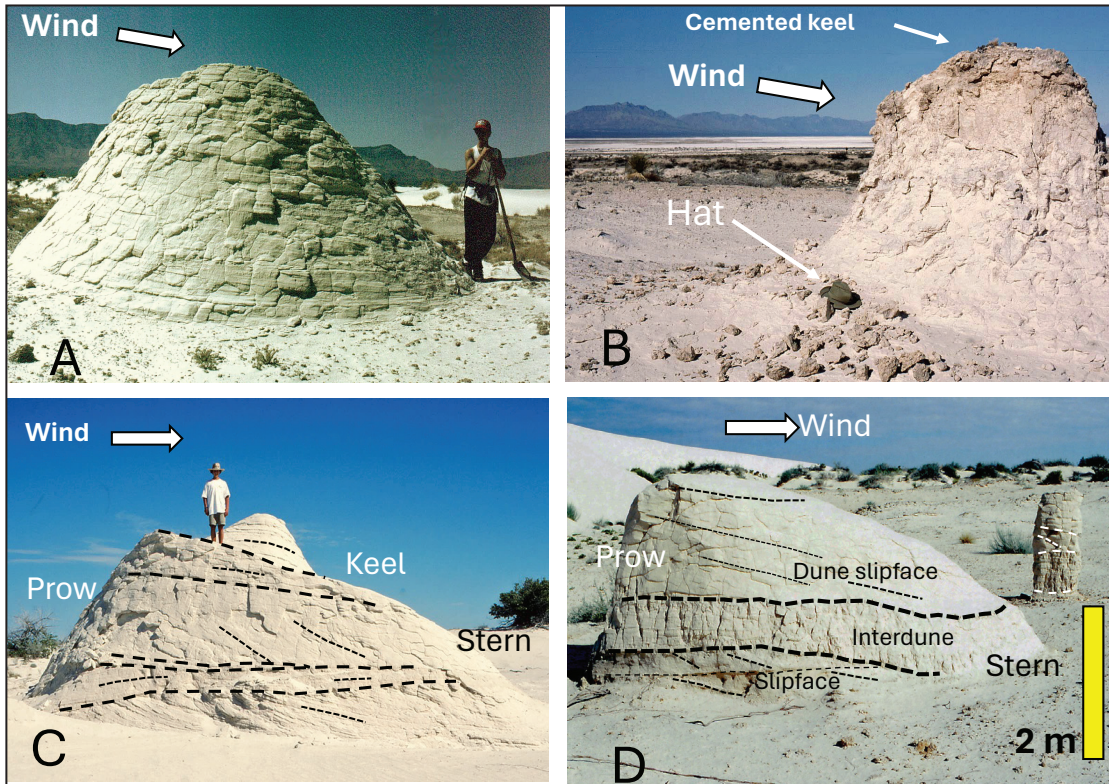 Wind
A
Cemented keel
Wind
Hat
B
Wind
Prow
Keel
Stern
C
Wind
Prow
Dune slipface
Interdune
Slipface
Stern
2 m
D